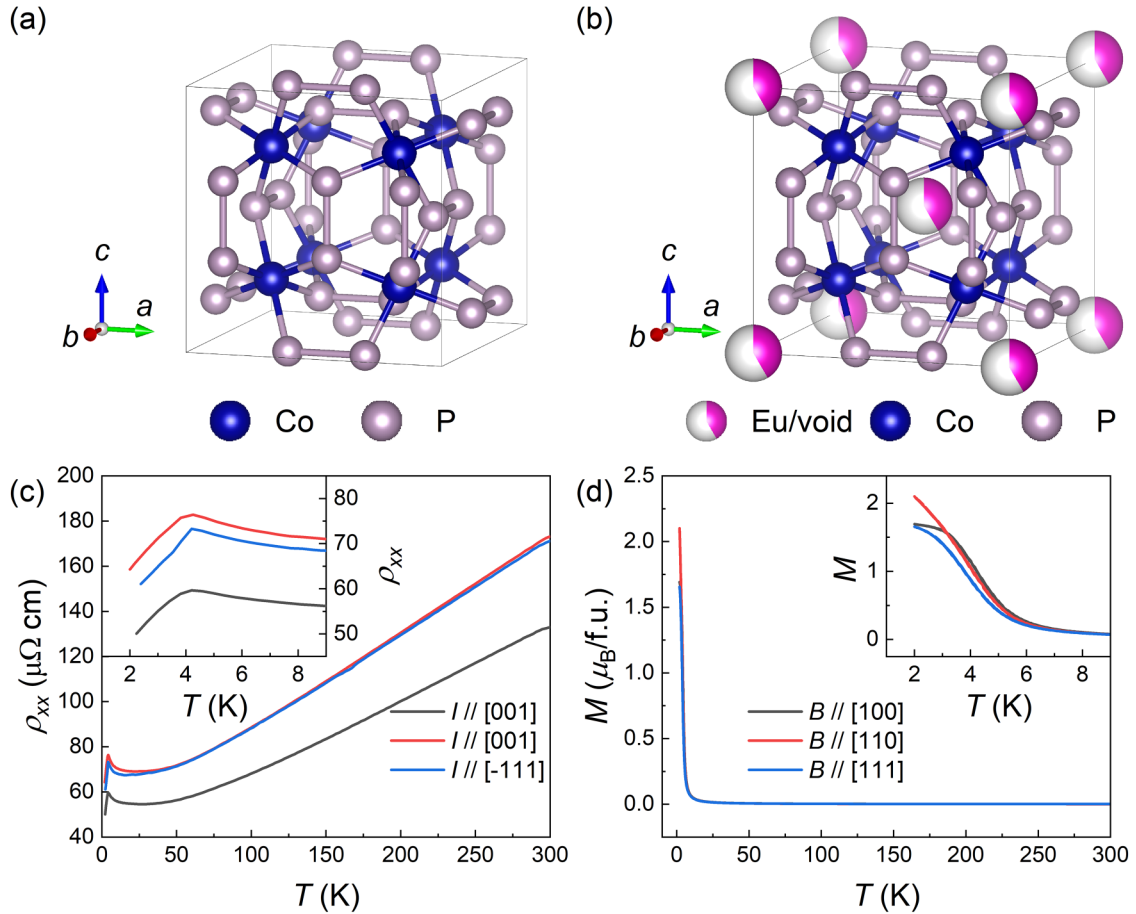 (a)
c
a
b
Co
P
(b)
c
a
b
Eu/void
Co
P
(c)
200
180
160
140
120
100
80
60
40
ρxx (μΩ cm)
0
50
100
150
200
250
300
T (K)
80
70
60
50
ρxx
2
4
6
8
T (K)
I // [001]
I // [001]
I // [-111]
(d)
2.5
2.0
1.5
1.0
0.5
0.0
M (μB/f.u.)
0
50
100
150
200
250
300
T (K)
2
1
0
M
2
4
6
8
T (K)
B // [100]
B // [110]
B // [111]